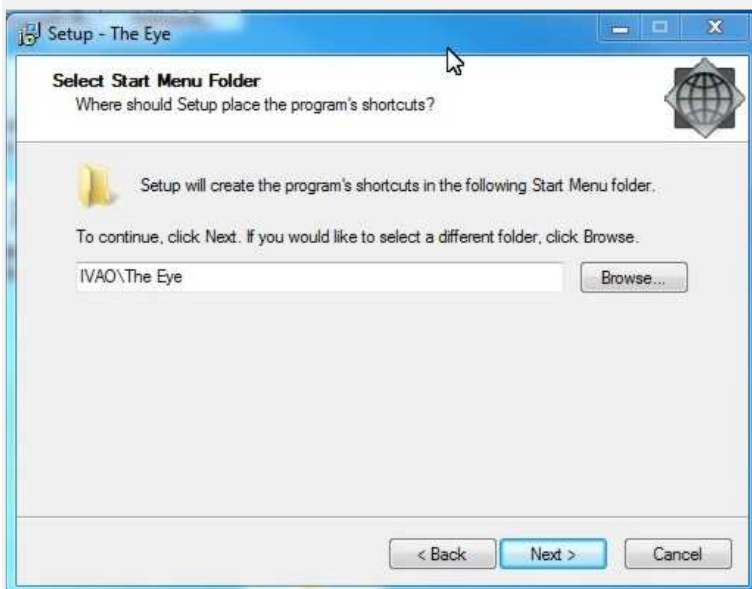 Setup - The Eye
Select Start Menu Folder
Where should Setup place the program's shortcuts?
Setup will create the program's shortcuts in the following Start Menu folder.
To continue, click Next. If you would like to select a different folder, click Browse.
IVAO\The Eye
Browse...
< Back
Next >
Cancel